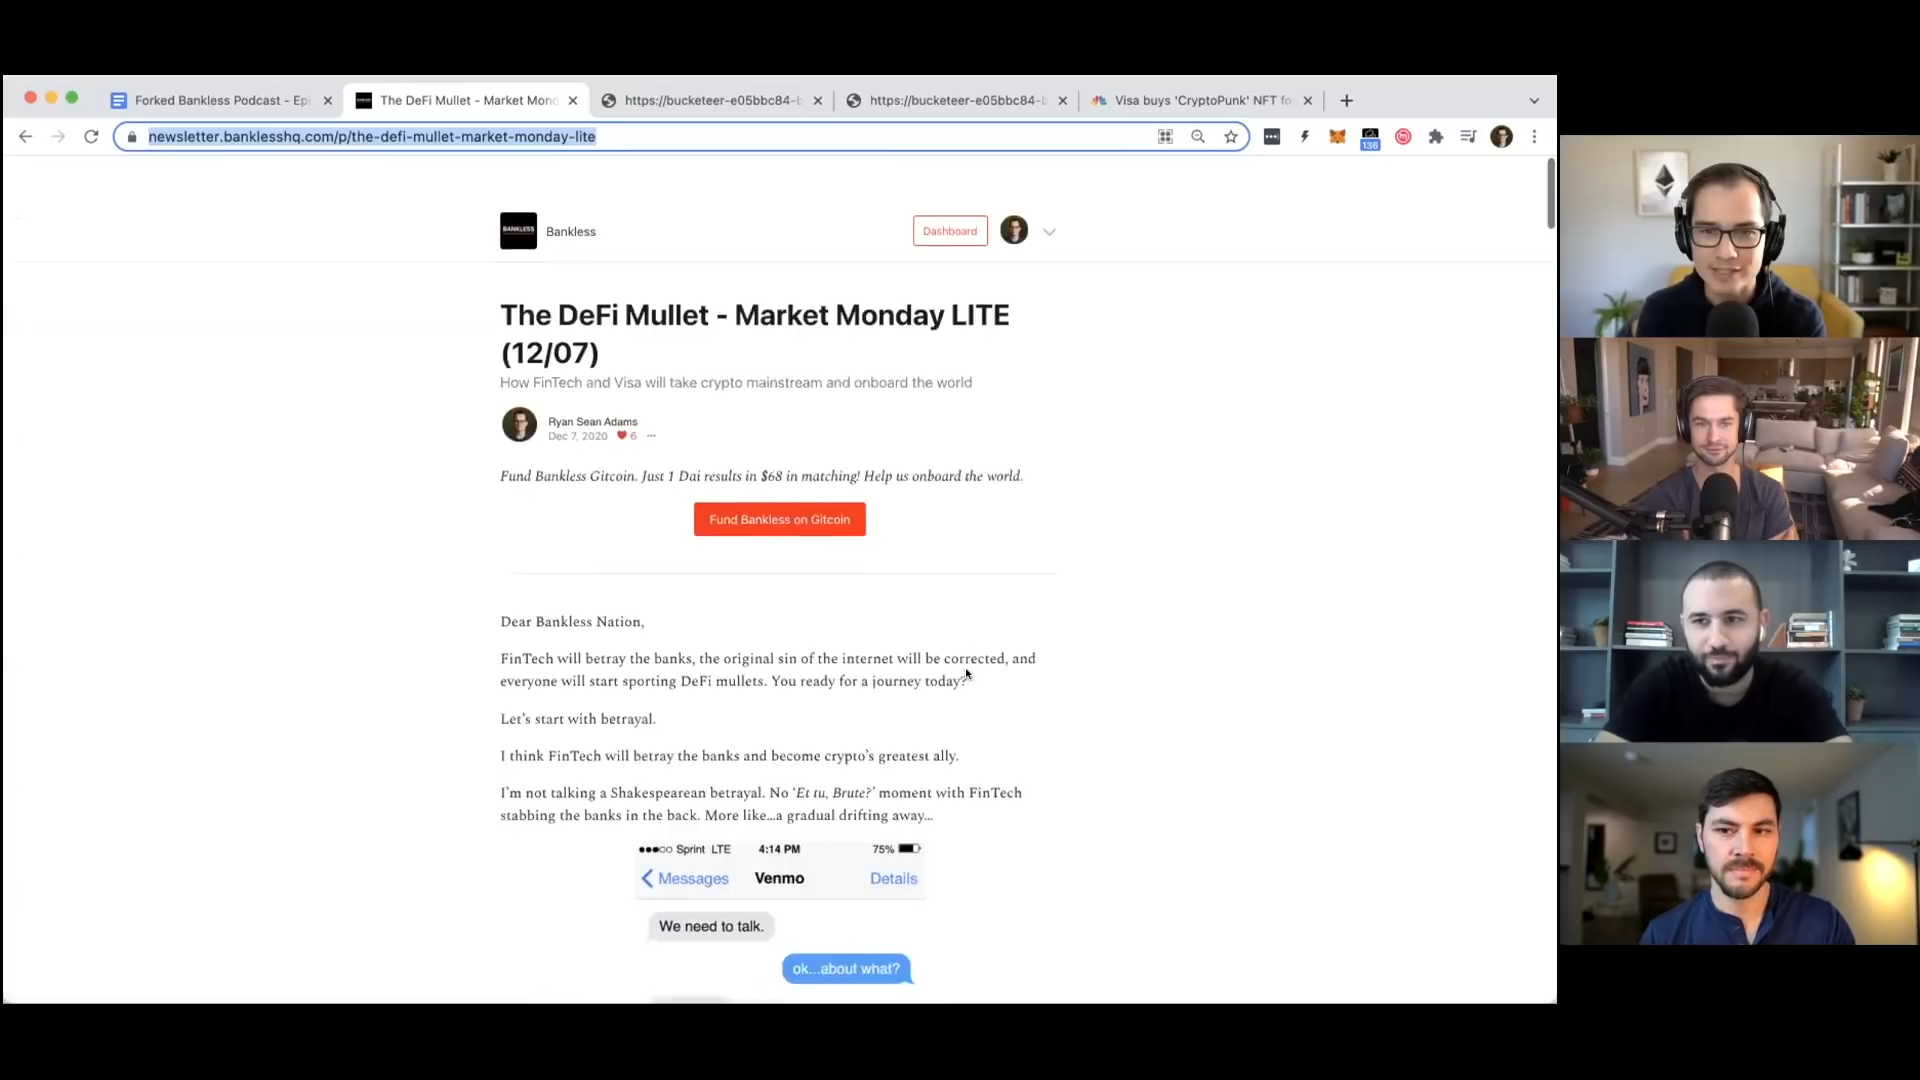 Forked Bankless Podcast - Epi
The DeFi Mullet - Market Mond
https://bucketeer-e05bbc84-b
https://bucketeer-e05bbc84-b
Visa buys 'CryptoPunk' NFT fo
newsletter.banklesshq.com/p/the-defi-mullet-market-monday-lite
136
BANKLESS
Bankless
Dashboard
The DeFi Mullet - Market Monday LITE
(12/07)
How FinTech and Visa will take crypto mainstream and onboard the world
Ryan Sean Adams
Dec 7, 2020 6
Fund Bankless Gitcoin. Just 1 Dai results in $68 in matching! Help us onboard the world.
Fund Bankless on Gitcoin
Dear Bankless Nation,
FinTech will betray the banks, the original sin of the internet will be corrected, and
everyone will start sporting DeFi mullets. You ready for a journey today?
Let's start with betrayal.
I think FinTech will betray the banks and become crypto's greatest ally.
I'm not talking a Shakespearean betrayal. No 'Et tu, Brute?' moment with FinTech
stabbing the banks in the back. More like...a gradual drifting away...
Sprint LTE 4:14 PM 75%
Messages Venmo Details
We need to talk.
ok...about what?